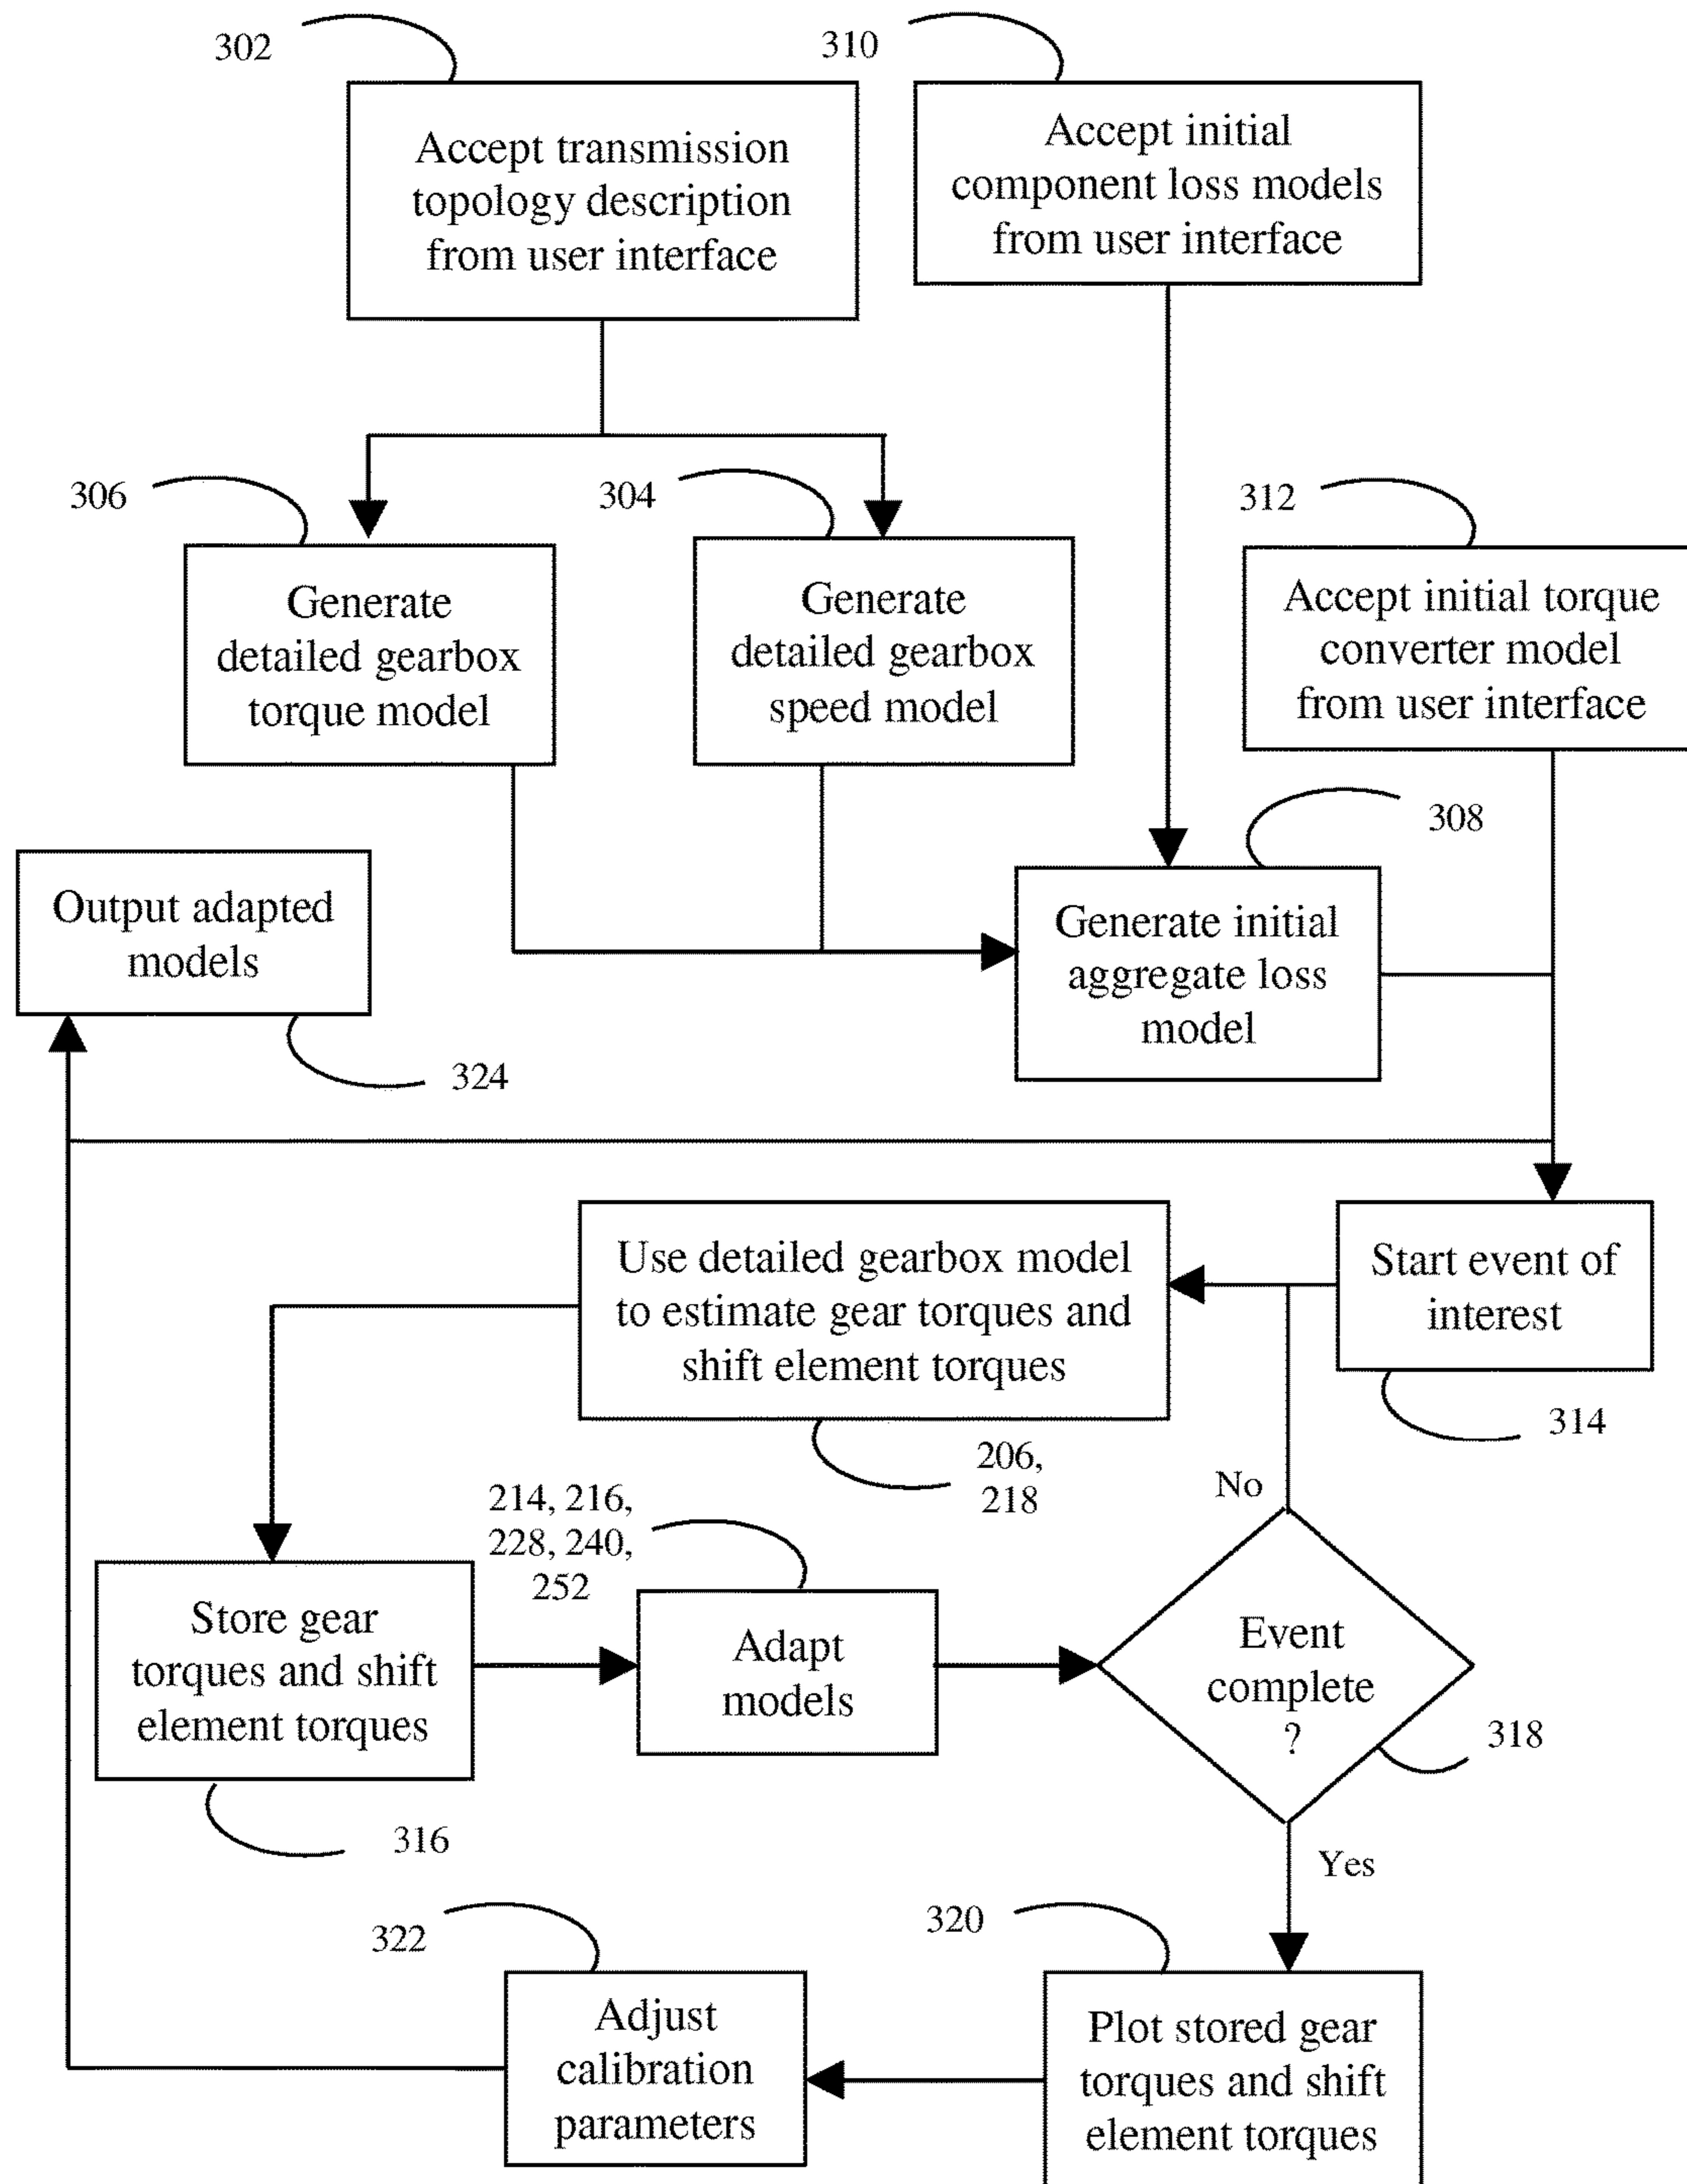 302
310
Accept transmission
topology description
from user interface
Accept initial
component loss models
from user interface
306
304
312
Generate
detailed gearbox
torque model
Generate
detailed gearbox
speed model
Accept initial torque
converter model
from user interface
308
Output adapted
models
Generate initial
aggregate loss
model
324
Use detailed gearbox model
to estimate gear torques and
shift element torques
Start event of
interest
314
206,
218
No
214, 216,
228, 240,
252
Store gear
torques and shift
element torques
Adapt
models
Event
complete
?
318
316
Yes
322
320
Adjust
calibration
parameters
Plot stored gear
torques and shift
element torques